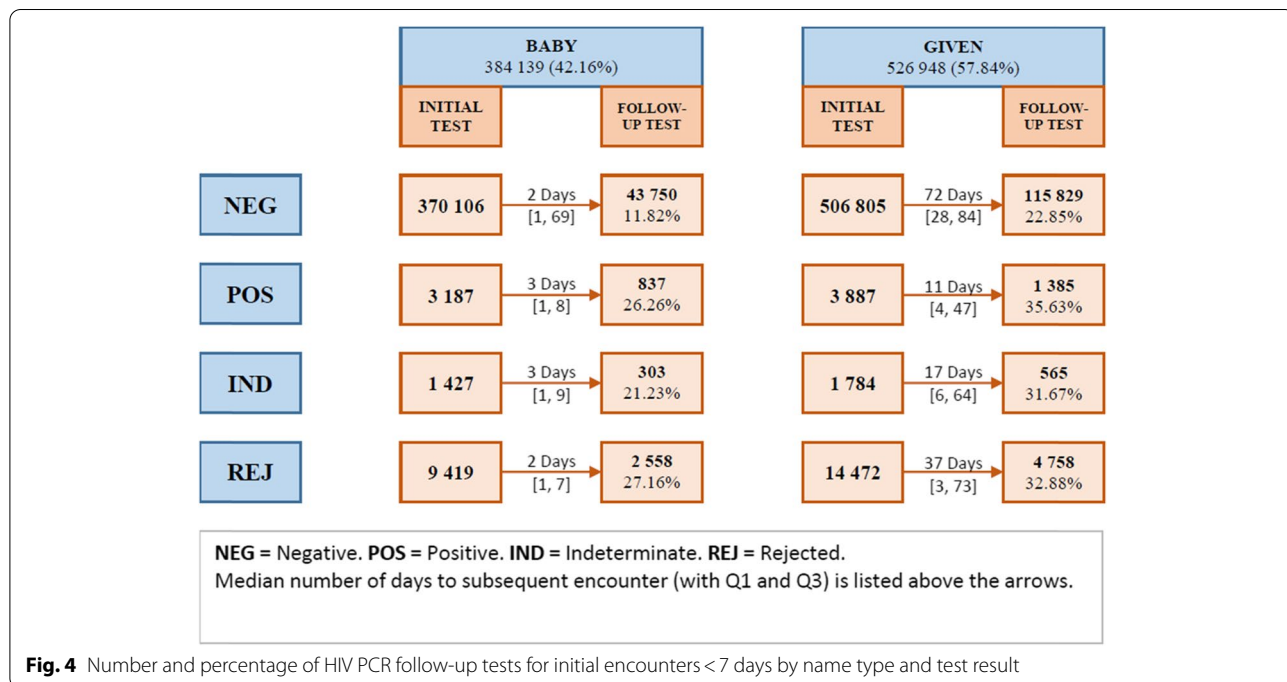 BABY
384 139 (42.16%)
GIVEN
526 948 (57.84%)
INITIAL
TEST
FOLLOW-
UP TEST
INITIAL
TEST
FOLLOW-
UP TEST
NEG
370 106
2 Days
[1, 69]
43 750
11.82%
506 805
72 Days
[28, 84]
115 829
22.85%
POS
3 187
3 Days
[1, 8]
837
26.26%
3 887
11 Days
[4, 47]
1 385
35.63%
IND
1 427
3 Days
[1, 9]
303
21.23%
1 784
17 Days
[6, 64]
565
31.67%
REJ
9 419
2 Days
[1, 7]
2 558
27.16%
14 472
37 Days
[3, 73]
4 758
32.88%
NEG = Negative. POS = Positive. IND = Indeterminate. REJ = Rejected.
Median number of days to subsequent encounter (with Q1 and Q3) is listed above the arrows.
Fig. 4 Number and percentage of HIV PCR follow-up tests for initial encounters < 7 days by name type and test result